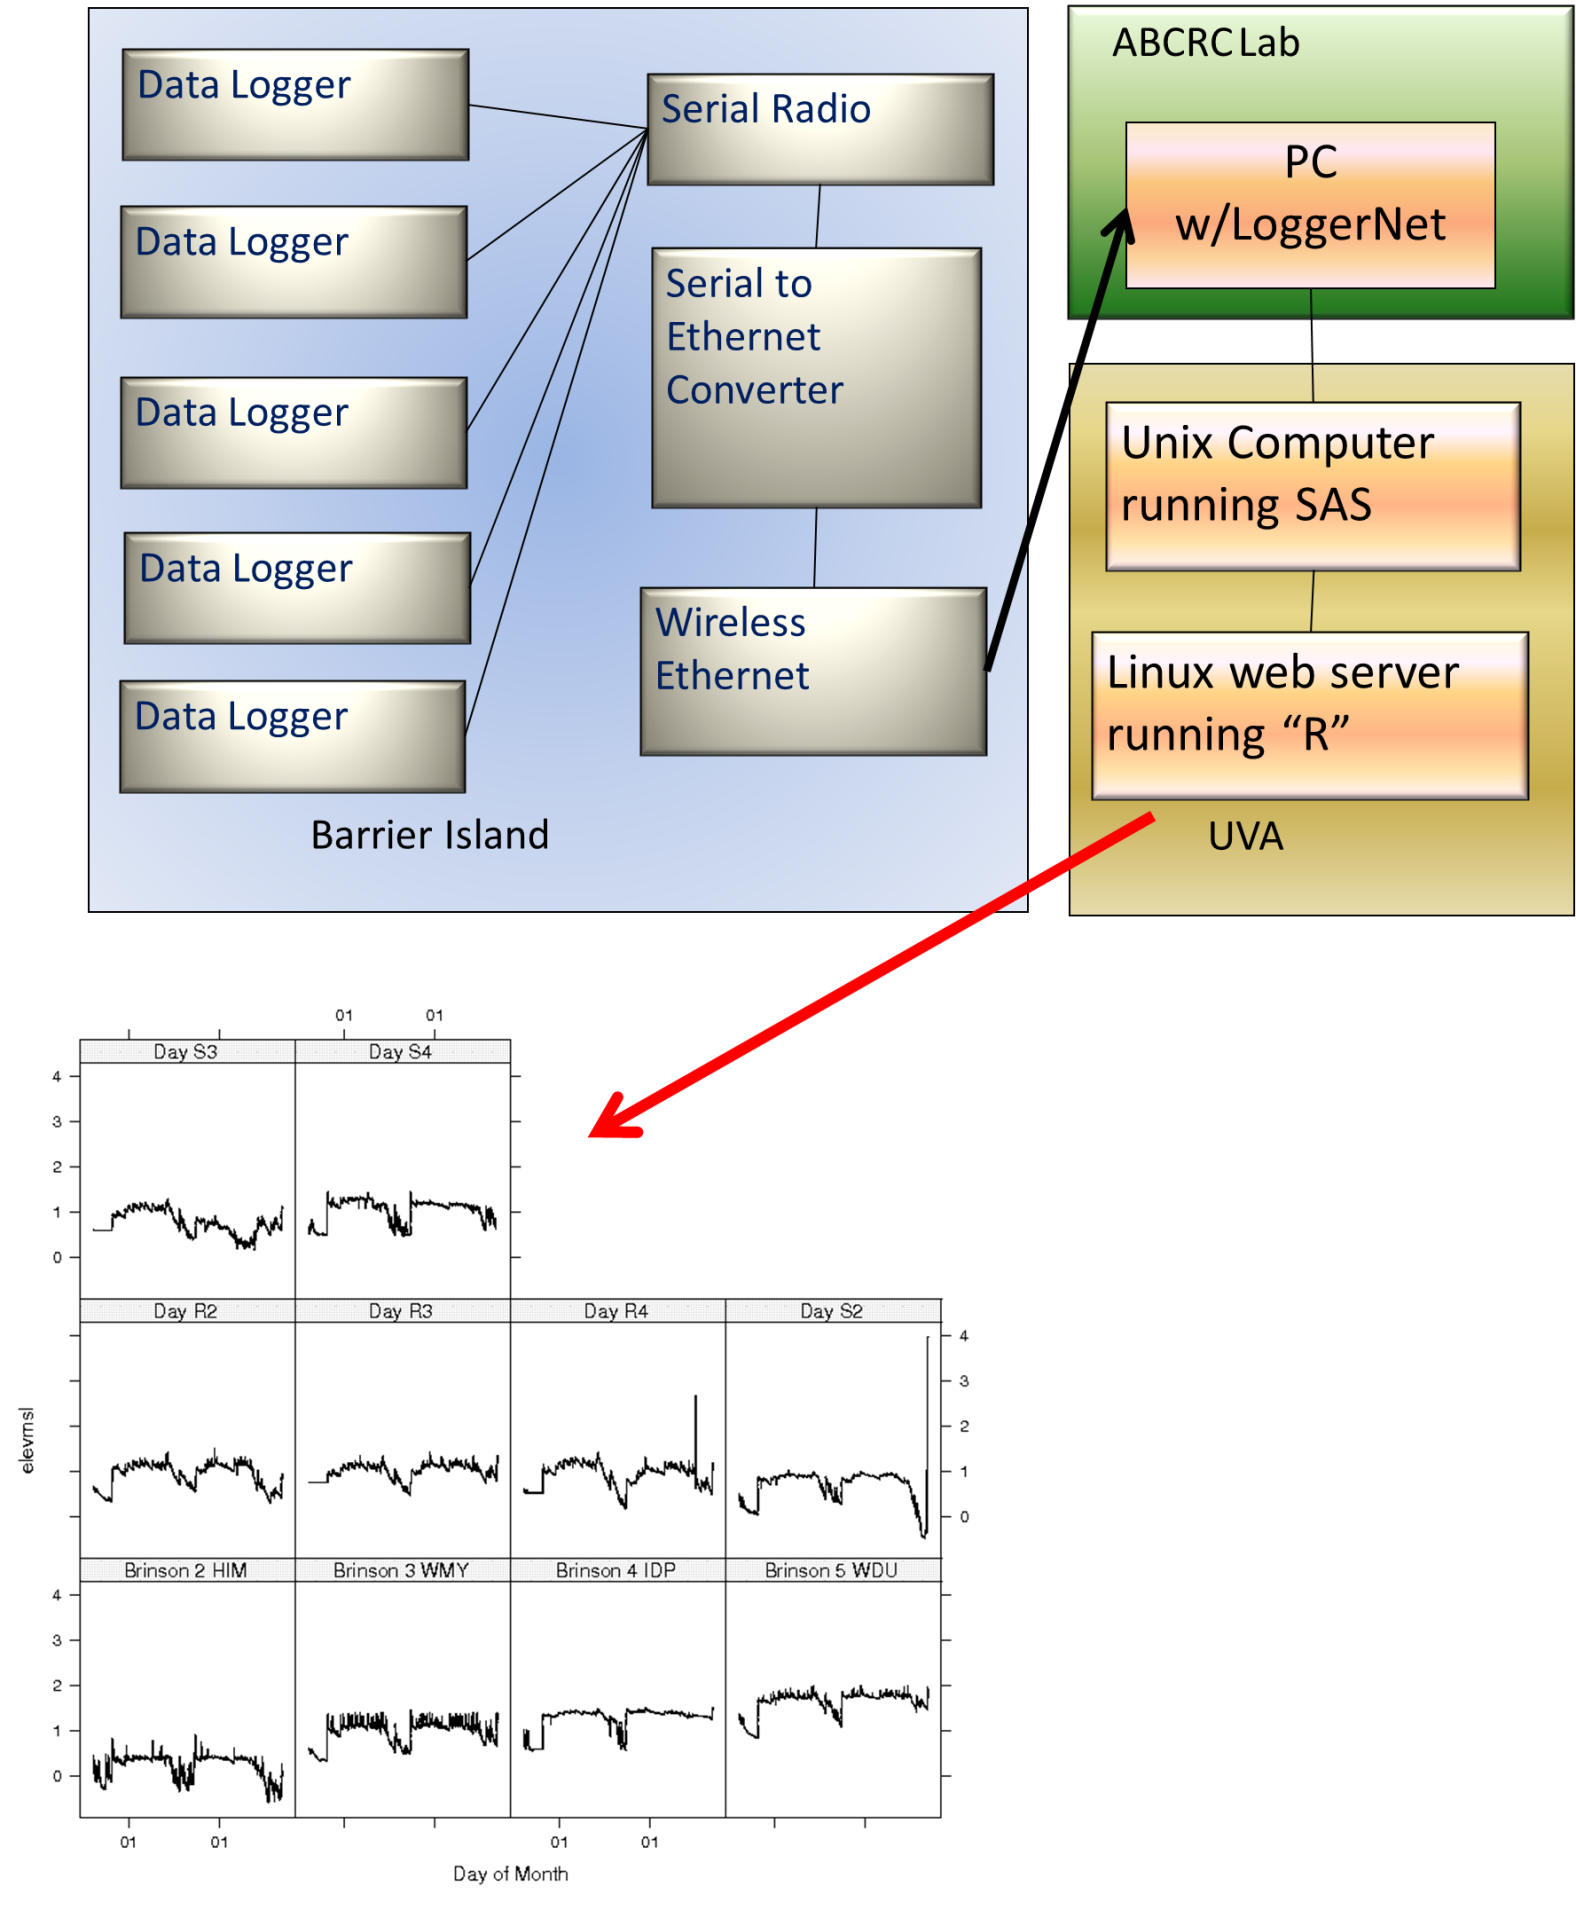 Data Logger
Data Logger
Data Logger
Data Logger
Data Logger
Serial Radio
Serial to
Ethernet
Converter
Wireless
Ethernet
Barrier Island
ABCRC Lab
PC
w/LoggerNet
Unix Computer
running SAS
Linux web server
running “R”
UVA
01 01
Day S3 Day S4
4
3
2
1
0
Day R2 Day R3 Day R4 Day S2
4
3
2
1
0
elevmsl
Brinson 2 HIM Brinson 3 WMY Brinson 4 IDP Brinson 5 WDU
4
3
2
1
0
01 01 01 01
Day of Month